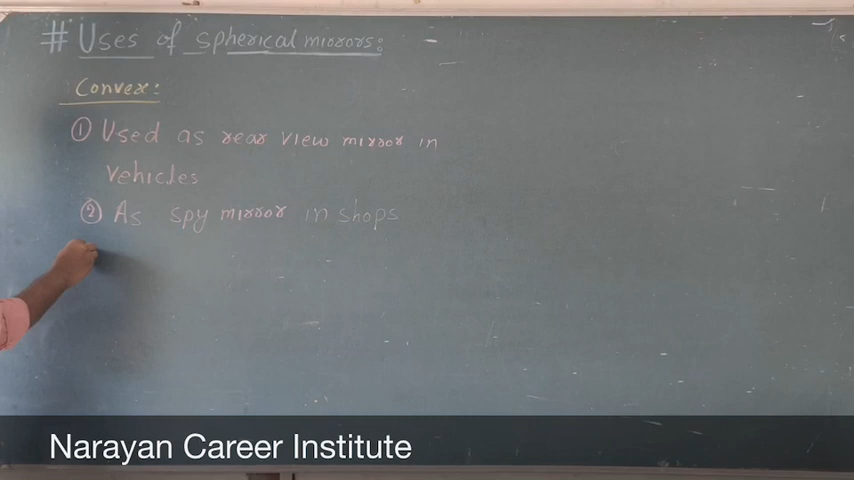 # Uses of spherical mirrors:
Convex:
① Used as rear view mirror in
vehicles
② As spy mirror in shops
Narayan Career Institute